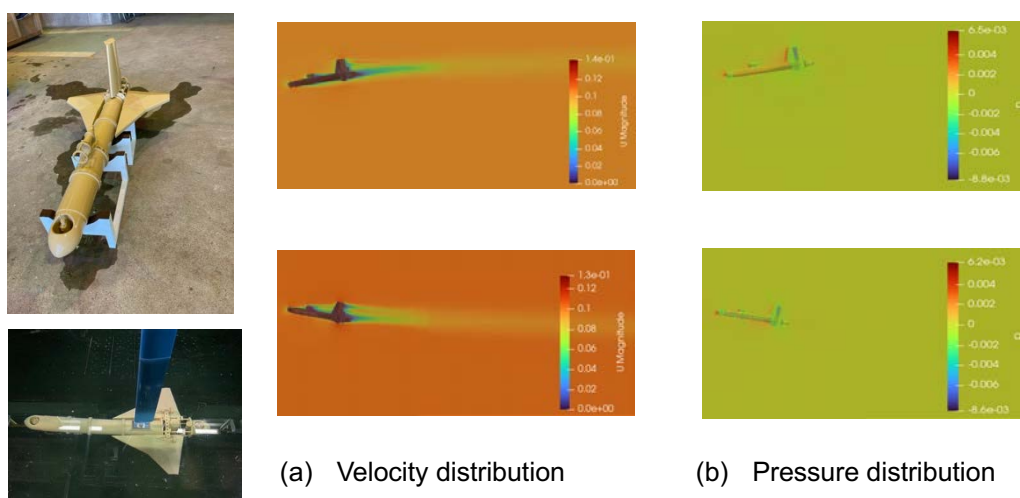 1.4e-01
0.12
0.1
0.08
0.06
0.04
0.02
0.0e+00
U Magnitude
6.5e-03
0.004
0.002
0
-0.002
-0.004
-0.006
-8.8e-03
1.3e-01
0.12
0.1
0.08
0.06
0.04
0.02
0.0e+00
U Magnitude
6.2e-03
0.004
0.002
0
-0.002
-0.004
-0.006
-8.6e-03
(a) Velocity distribution
(b) Pressure distribution